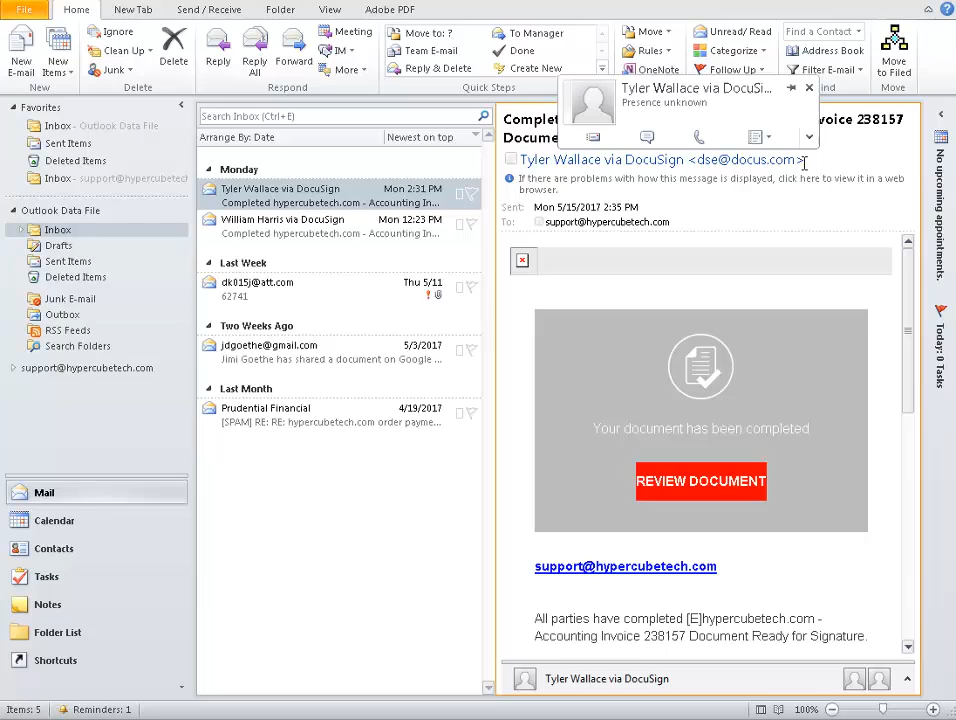 File
Home
New Tab
Send / Receive
Folder
View
Adobe PDF
New
E-mail
New
Items
New
Ignore
Clean Up
Junk
Delete
Delete
Reply
Reply
All
Forward
Meeting
IM
More
Respond
Move to: ?
Team E-mail
Reply & Delete
To Manager
Done
Create New
Quick Steps
Move
Rules
OneNote
Unread/ Read
Categorize
Follow Up
Find a Contact
Address Book
Filter E-mail
Move
to Filed
Move
Favorites
Inbox - Outlook Data File
Sent Items
Deleted Items
Inbox - support@hypercubetech
Outlook Data File
Inbox
Drafts
Sent Items
Deleted Items
Junk E-mail
Outbox
RSS Feeds
Search Folders
support@hypercubetech.com
Mail
Calendar
Contacts
Tasks
Notes
Folder List
Shortcuts
Search Inbox (Ctrl+E)
Arrange By: Date
Newest on top
Monday
Tyler Wallace via DocuSign Mon 2:31 PM
Completed hypercubetech.com - Accounting In...
William Harris via DocuSign Mon 12:23 PM
Completed hypercubetech.com - Accounting In...
Last Week
dk015j@att.com Thu 5/11
62741
Two Weeks Ago
jdgoethe@gmail.com 5/3/2017
Jimi Goethe has shared a document on Google ...
Last Month
Prudential Financial 4/19/2017
[SPAM] RE: RE: hypercubetech.com order payme...
Tyler Wallace via DocuSi...
Presence unknown
Tyler Wallace via DocuSign <dse@docus.com>
If there are problems with how this message is displayed, click here to view it in a web
browser.
Sent: Mon 5/15/2017 2:35 PM
To: support@hypercubetech.com
Your document has been completed
REVIEW DOCUMENT
support@hypercubetech.com
All parties have completed [E]hypercubetech.com -
Accounting Invoice 238157 Document Ready for Signature.
Tyler Wallace via DocuSign
No upcoming appointments.
Today: 0 Tasks
Items: 5
Reminders: 1
100%